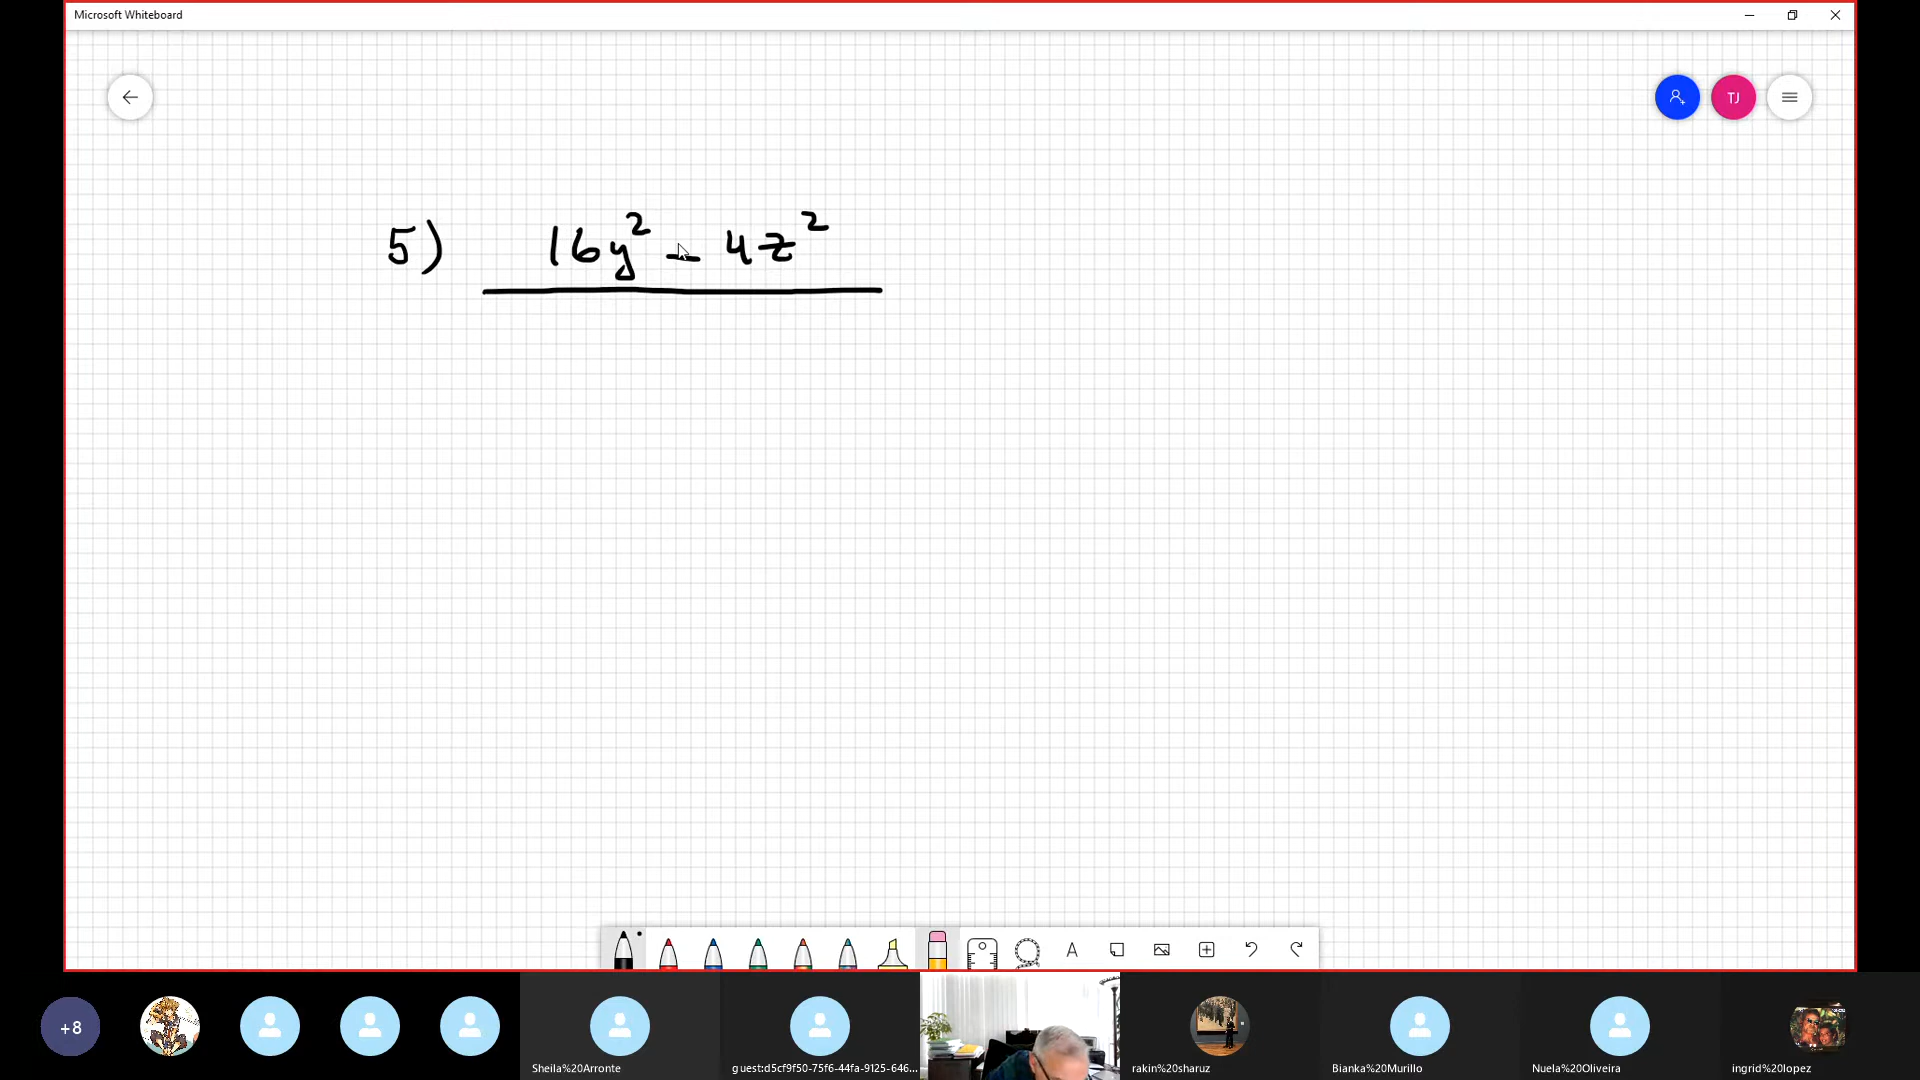 Microsoft Whiteboard
TJ
5) 16y² - 4z²
A
+8
Sheila%20Arronte
guest:d5cf9f50-75f6-44fa-9125-646...
rakin%20sharuz
Bianka%20Murillo
Nuela%20Oliveira
ingrid%20lopez